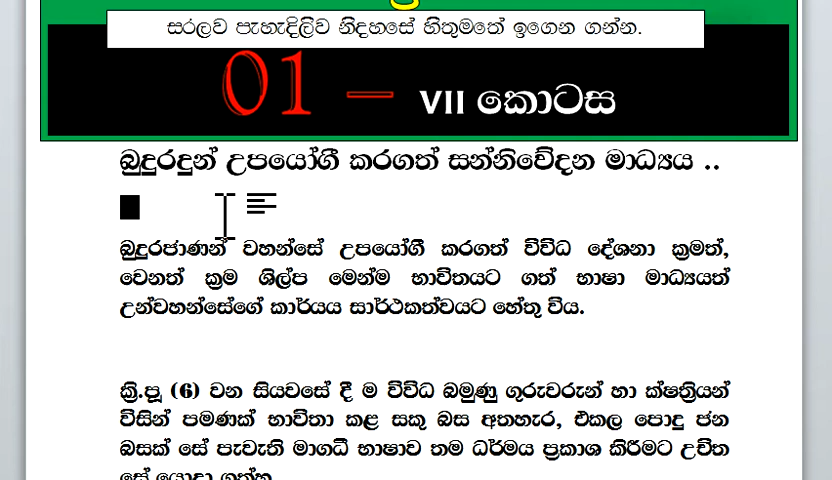 සරලව පැහැදිලිව නිදහසේ හිතුමතේ ඉගෙන ගන්න.
01 – VII කොටස
බුදුරදුන් උපයෝගී කරගත් සන්නිවේදන මාධ්‍යය ..
බුදුරජාණන් වහන්සේ උපයෝගී කරගත් විවිධ දේශනා ක්‍රමත්,
වෙනත් ක්‍රම ශිල්ප මෙන්ම භාවිතයට ගත් භාෂා මාධ්‍යයත්
උන්වහන්සේගේ කාර්යය සාර්ථකත්වයට හේතු විය.
ක්‍රි.පූ (6) වන සියවසේ දී ම විවිධ බමුණු ගුරුවරුන් හා ක්ෂත්‍රියන්
විසින් පමණක් භාවිතා කළ සකු බස අතහැර, එකල පොදු ජන
බසක් සේ පැවැති මාගධී භාෂාව තම ධර්මය ප්‍රකාශ කිරීමට උචිත
සේ යොදා ගත්හ